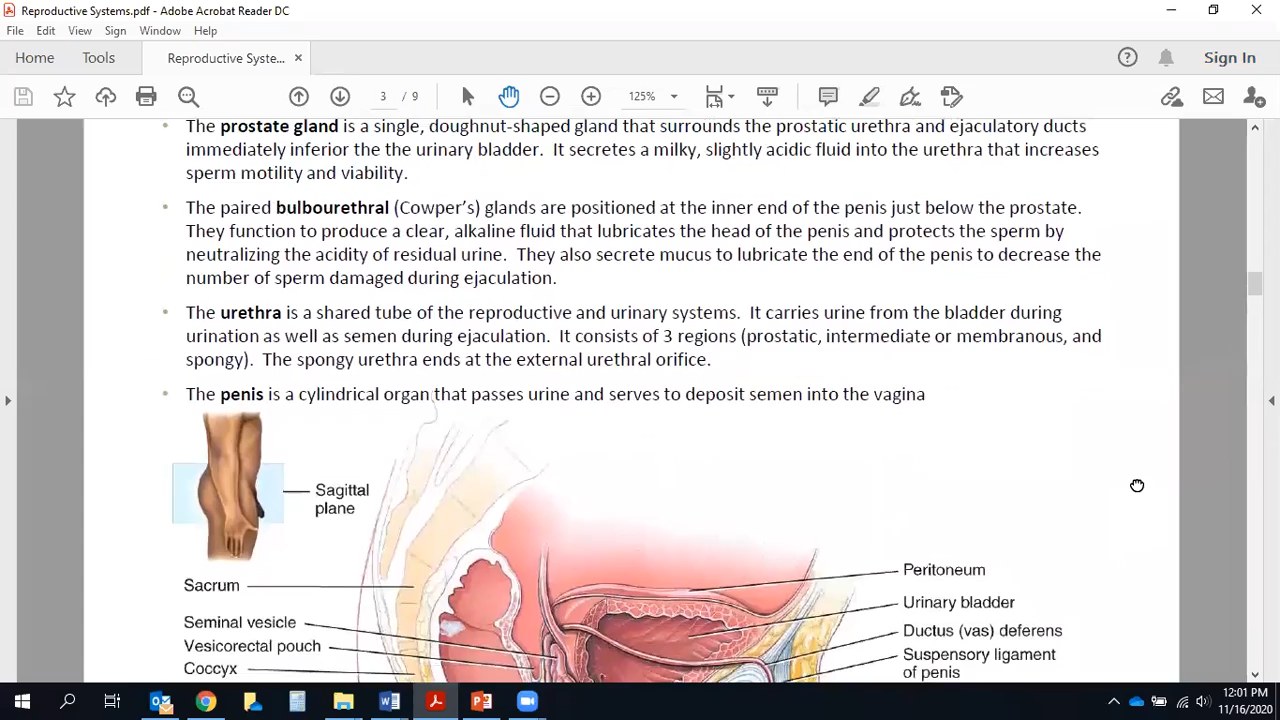 Reproductive Systems.pdf - Adobe Acrobat Reader DC
File Edit View Sign Window Help
Home Tools Reproductive Syste... × Sign In
3 / 9 125%
• The prostate gland is a single, doughnut-shaped gland that surrounds the prostatic urethra and ejaculatory ducts
immediately inferior the the urinary bladder. It secretes a milky, slightly acidic fluid into the urethra that increases
sperm motility and viability.
• The paired bulbourethral (Cowper's) glands are positioned at the inner end of the penis just below the prostate.
They function to produce a clear, alkaline fluid that lubricates the head of the penis and protects the sperm by
neutralizing the acidity of residual urine. They also secrete mucus to lubricate the end of the penis to decrease the
number of sperm damaged during ejaculation.
• The urethra is a shared tube of the reproductive and urinary systems. It carries urine from the bladder during
urination as well as semen during ejaculation. It consists of 3 regions (prostatic, intermediate or membranous, and
spongy). The spongy urethra ends at the external urethral orifice.
• The penis is a cylindrical organ that passes urine and serves to deposit semen into the vagina
Sagittal
plane
Sacrum
Seminal vesicle
Vesicorectal pouch
Coccyx
Peritoneum
Urinary bladder
Ductus (vas) deferens
Suspensory ligament
of penis
12:01 PM
11/16/2020